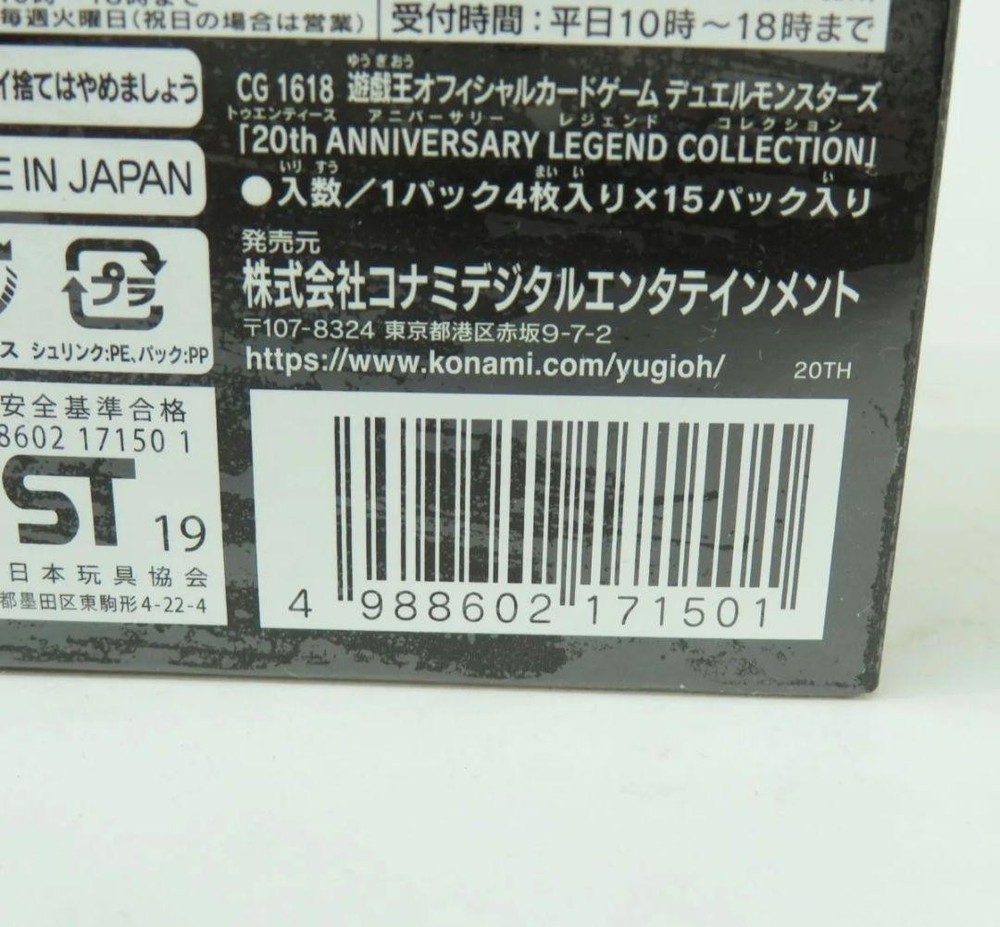 毎週火曜日(祝日の場合は営業)
受付時間:平日10時～18時まで
イ捨てはやめましょう
E IN JAPAN
プラ
ス シュリンク:PE、パック:PP
安全基準合格
8602 17150 1
ST 19
日本玩具協会
都墨田区東駒形4-22-4
ゆうぎおう
CG 1618 遊戯王オフィシャルカードゲーム デュエルモンスターズ
トゥエンティース アニバーサリー レジェンド コレクション
「20th ANNIVERSARY LEGEND COLLECTION」
いり すう まい い い
●入数/1パック4枚入り×15パック入り
発売元
株式会社コナミデジタルエンタテインメント
〒107-8324 東京都港区赤坂9-7-2
https://www.konami.com/yugioh/ 20TH
4 988602 171501